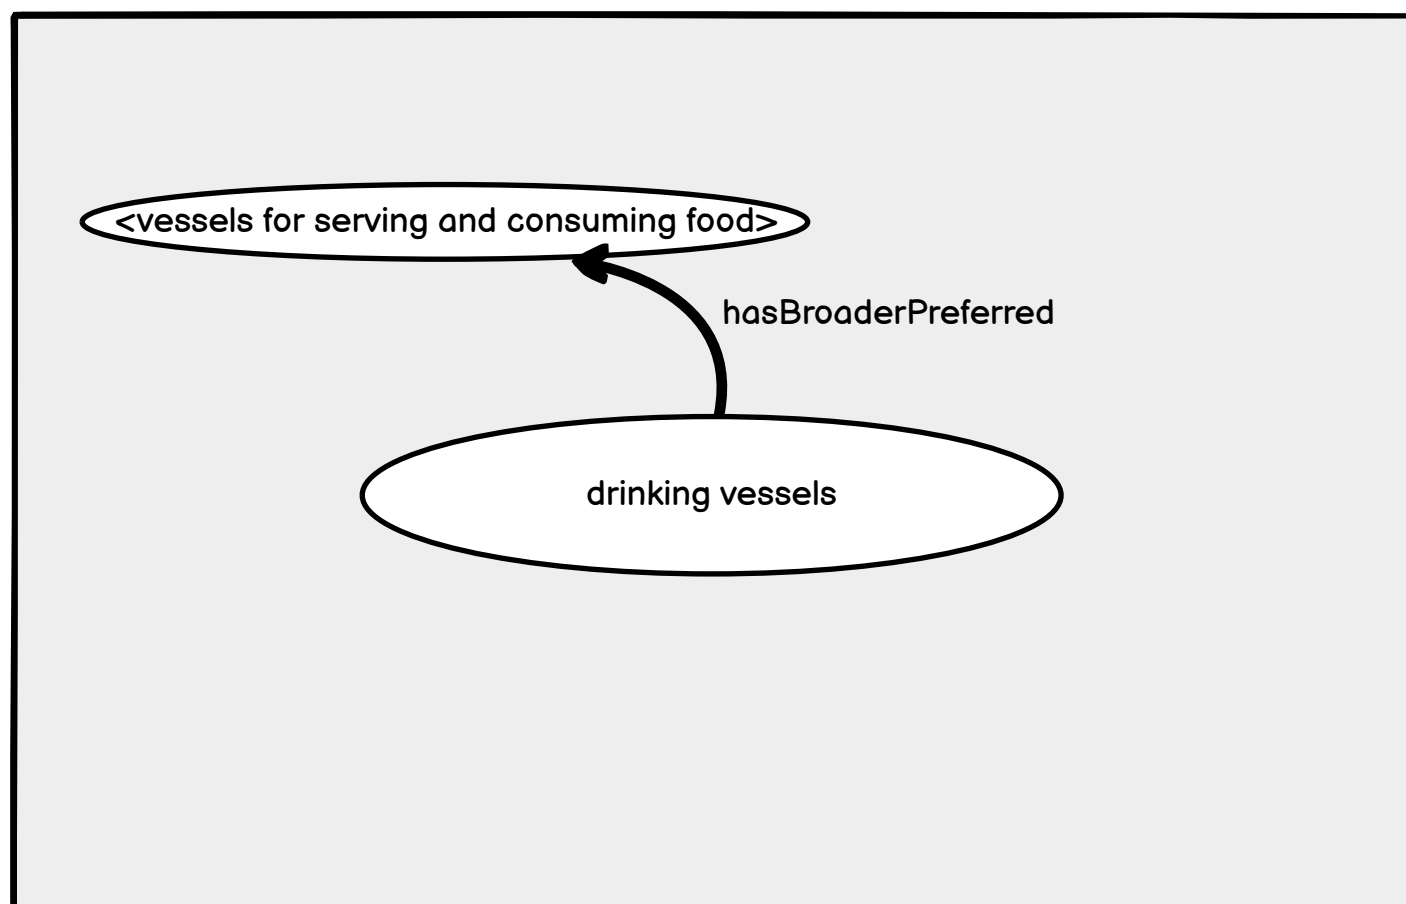 <vessels for serving and consuming food>
hasBroaderPreferred
drinking vessels